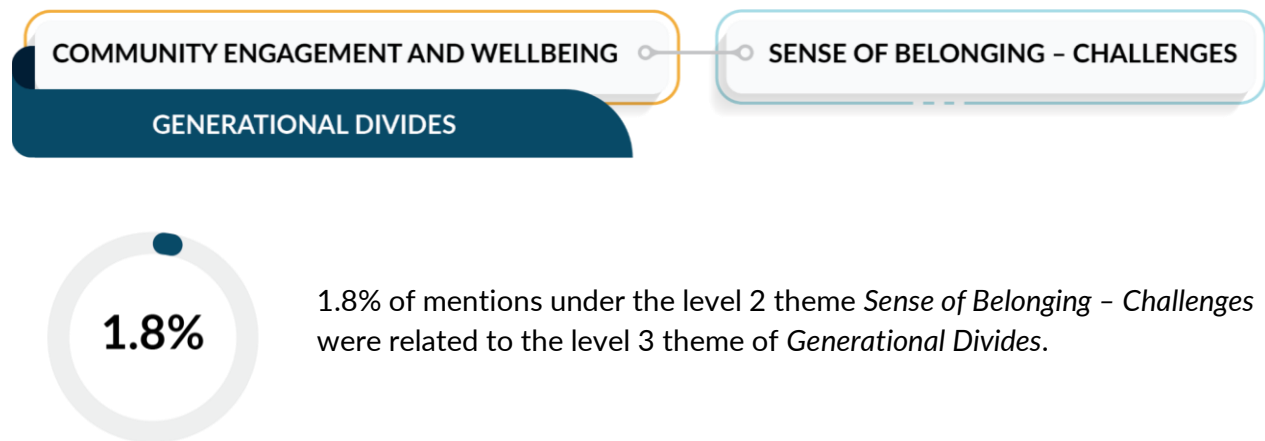 COMMUNITY ENGAGEMENT AND WELLBEING
SENSE OF BELONGING – CHALLENGES
GENERATIONAL DIVIDES
1.8%
1.8% of mentions under the level 2 theme Sense of Belonging – Challenges
were related to the level 3 theme of Generational Divides.